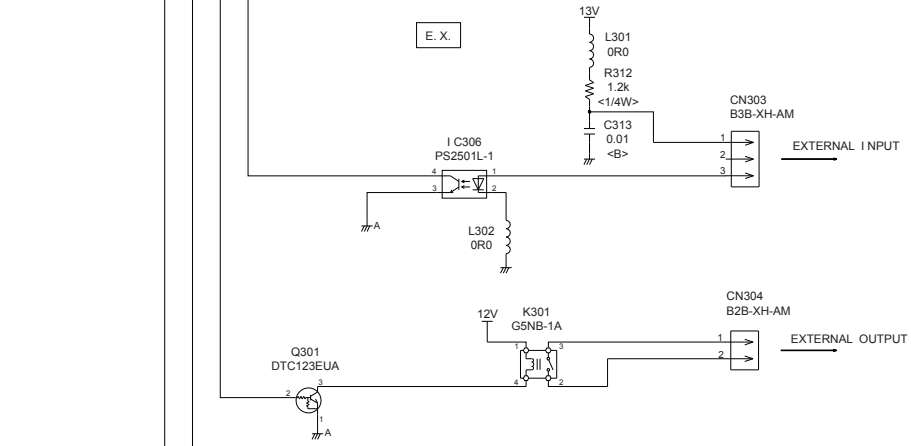 13V
E. X.
L301
0R0
R312
1.2k
<1/4W>
CN303
B3B-XH-AM
C313
0.01
<B>
1
2
3
EXTERNAL INPUT
IC306
PS2501L-1
4
1
3
2
A
L302
0R0
CN304
B2B-XH-AM
12V
K301
G5NB-1A
1
2
EXTERNAL OUTPUT
1
3
4
2
Q301
DTC123EUA
3
2
1
A